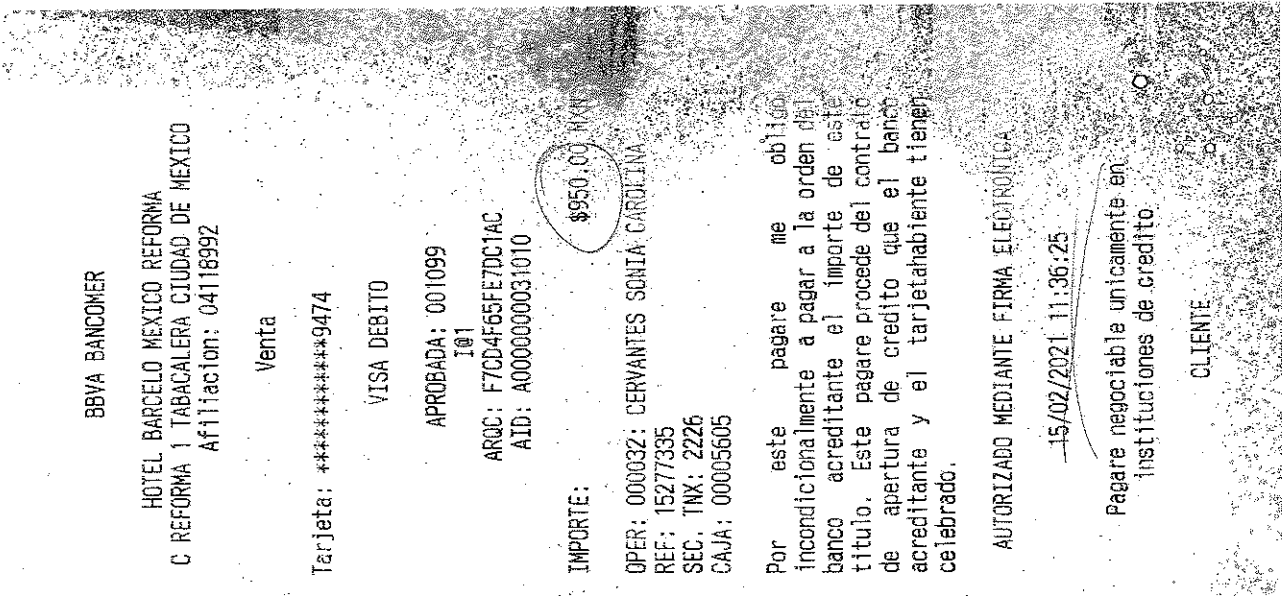 BBVA BANCOMER
HOTEL BARCELO MEXICO REFORMA
C REFORMA 1 TABACALERA CIUDAD DE MEXICO
Afiliacion: 04118992
Venta
Tarjeta: ************9474
VISA DEBITO
APROBADA: 001099
I@1
ARQC: F7CD4F65FE7DC1AC
AID: A0000000031010
IMPORTE: $950.00 MXN
OPER: 000032: CERVANTES SONIA CAROLINA
REF: 15277335
SEC. TNX: 2226
CAJA: 00005605
Por este pagare me obligo
incondicionalmente a pagar a la orden del
banco acreditante el importe de este
titulo. Este pagare procede del contrato
de apertura de credito que el banco
acreditante y el tarjetahabiente tienen
celebrado.
AUTORIZADO MEDIANTE FIRMA ELECTRONICA
15/02/2021 11:36:25
Pagare negociable unicamente en
instituciones de credito
CLIENTE